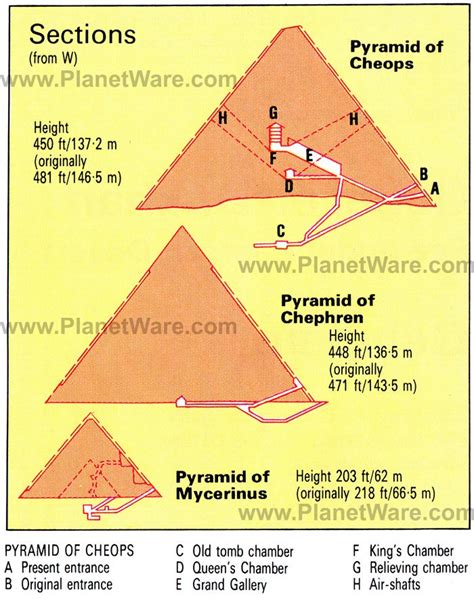 Sections
(from W)
Pyramid of
Cheops
www.PlanetWare.com
Height
450 ft/137·2 m
(originally
481 ft/146·5 m)
H
G
H
F
E
D
B
A
C
www.PlanetWare.com
Pyramid of
Chephren
Height
448 ft/136·5 m
(originally
471 ft/143·5 m)
www.PlanetWare.com
Pyramid of
Mycerinus
Height 203 ft/62 m
(originally 218 ft/66·5 m)
www.PlanetWare.com
PYRAMID OF CHEOPS
A Present entrance
B Original entrance
C Old tomb chamber
D Queen's Chamber
E Grand Gallery
F King's Chamber
G Relieving chamber
H Air-shafts